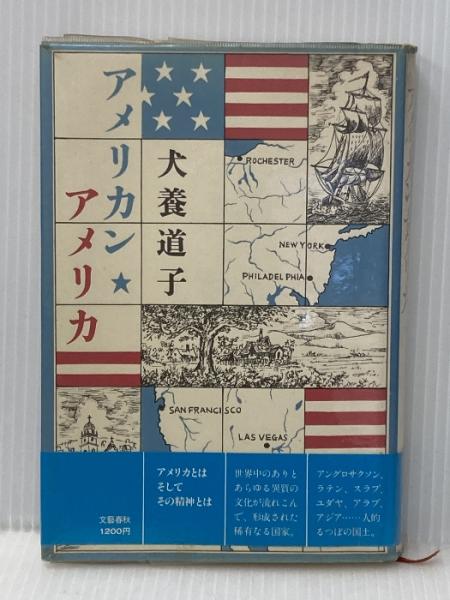 アメリカン★
アメリカ
犬養道子
ROCHESTER
NEW YORK
PHILADELPHIA
SAN FRANCISCO
LAS VEGAS
アングロサクソン、
ラテン、スラブ、
ユダヤ、アラブ、
アジア……人的
るつぼの国土。
世界中のありと
あらゆる異質の
文化が流れこん
で、形成された
稀有なる国家。
アメリカとは
そして
その精神とは
文藝春秋
1200円